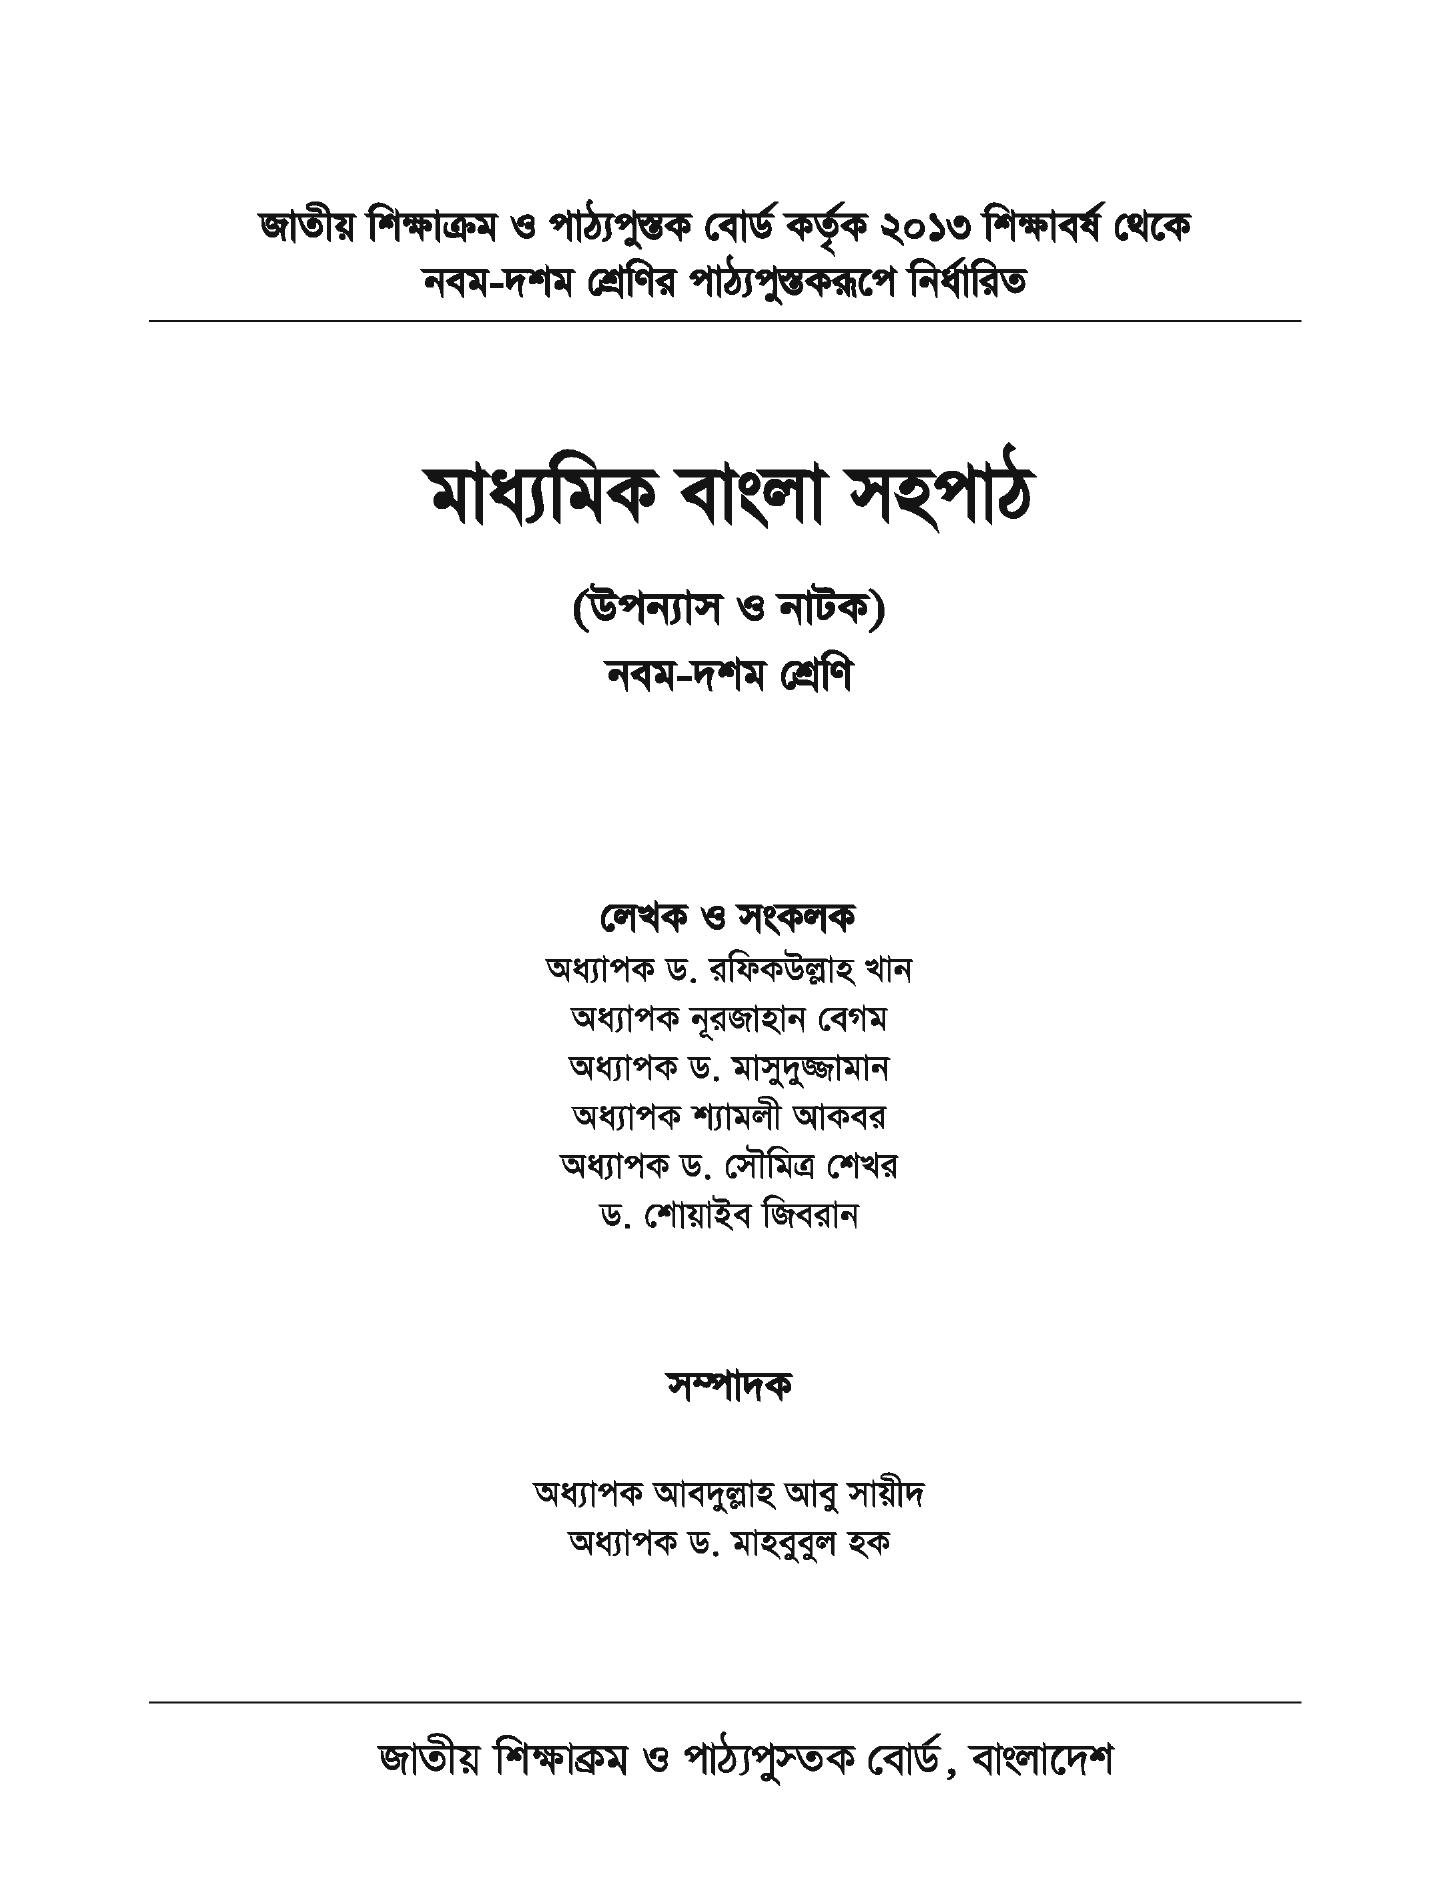 জাতীয় শিক্ষাক্রম ও পাঠ্যপুস্তক বোর্ড কর্তৃক ২০১৩ শিক্ষাবর্ষ থেকে
নবম-দশম শ্রেণির পাঠ্যপুস্তকরূপে নির্ধারিত
মাধ্যমিক বাংলা সহপাঠ
(উপন্যাস ও নাটক)
নবম-দশম শ্রেণি
লেখক ও সংকলক
অধ্যাপক ড. রফিকউল্লাহ খান
অধ্যাপক নূরজাহান বেগম
অধ্যাপক ড. মাসুদুজ্জামান
অধ্যাপক শ্যামলী আকবর
অধ্যাপক ড. সৌমিত্র শেখর
ড. শোয়াইব জিবরান
সম্পাদক
অধ্যাপক আবদুল্লাহ আবু সায়ীদ
অধ্যাপক ড. মাহবুবুল হক
জাতীয় শিক্ষাক্রম ও পাঠ্যপুস্তক বোর্ড, বাংলাদেশ